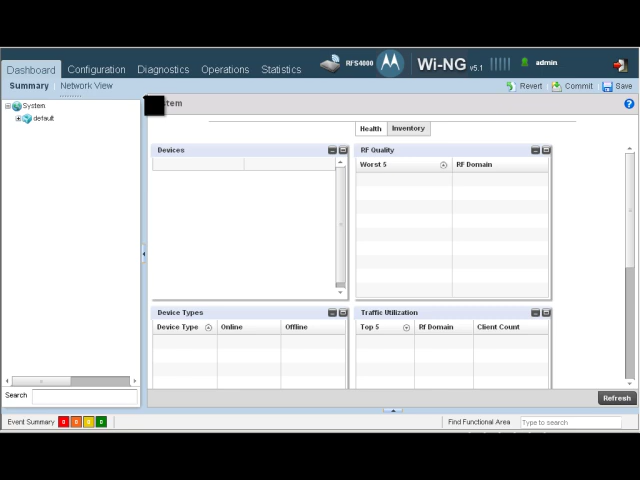 RFS4000 Wi-NG v5.1 admin
Dashboard Configuration Diagnostics Operations Statistics
Summary Network View Revert Commit Save
System
default
Health Inventory
Devices RF Quality
Worst 5 RF Domain
Device Types Traffic Utilization
Device Type Online Offline Top 5 Rf Domain Client Count
Search
Refresh
Event Summary 0 0 0 0 Find Functional Area Type to search